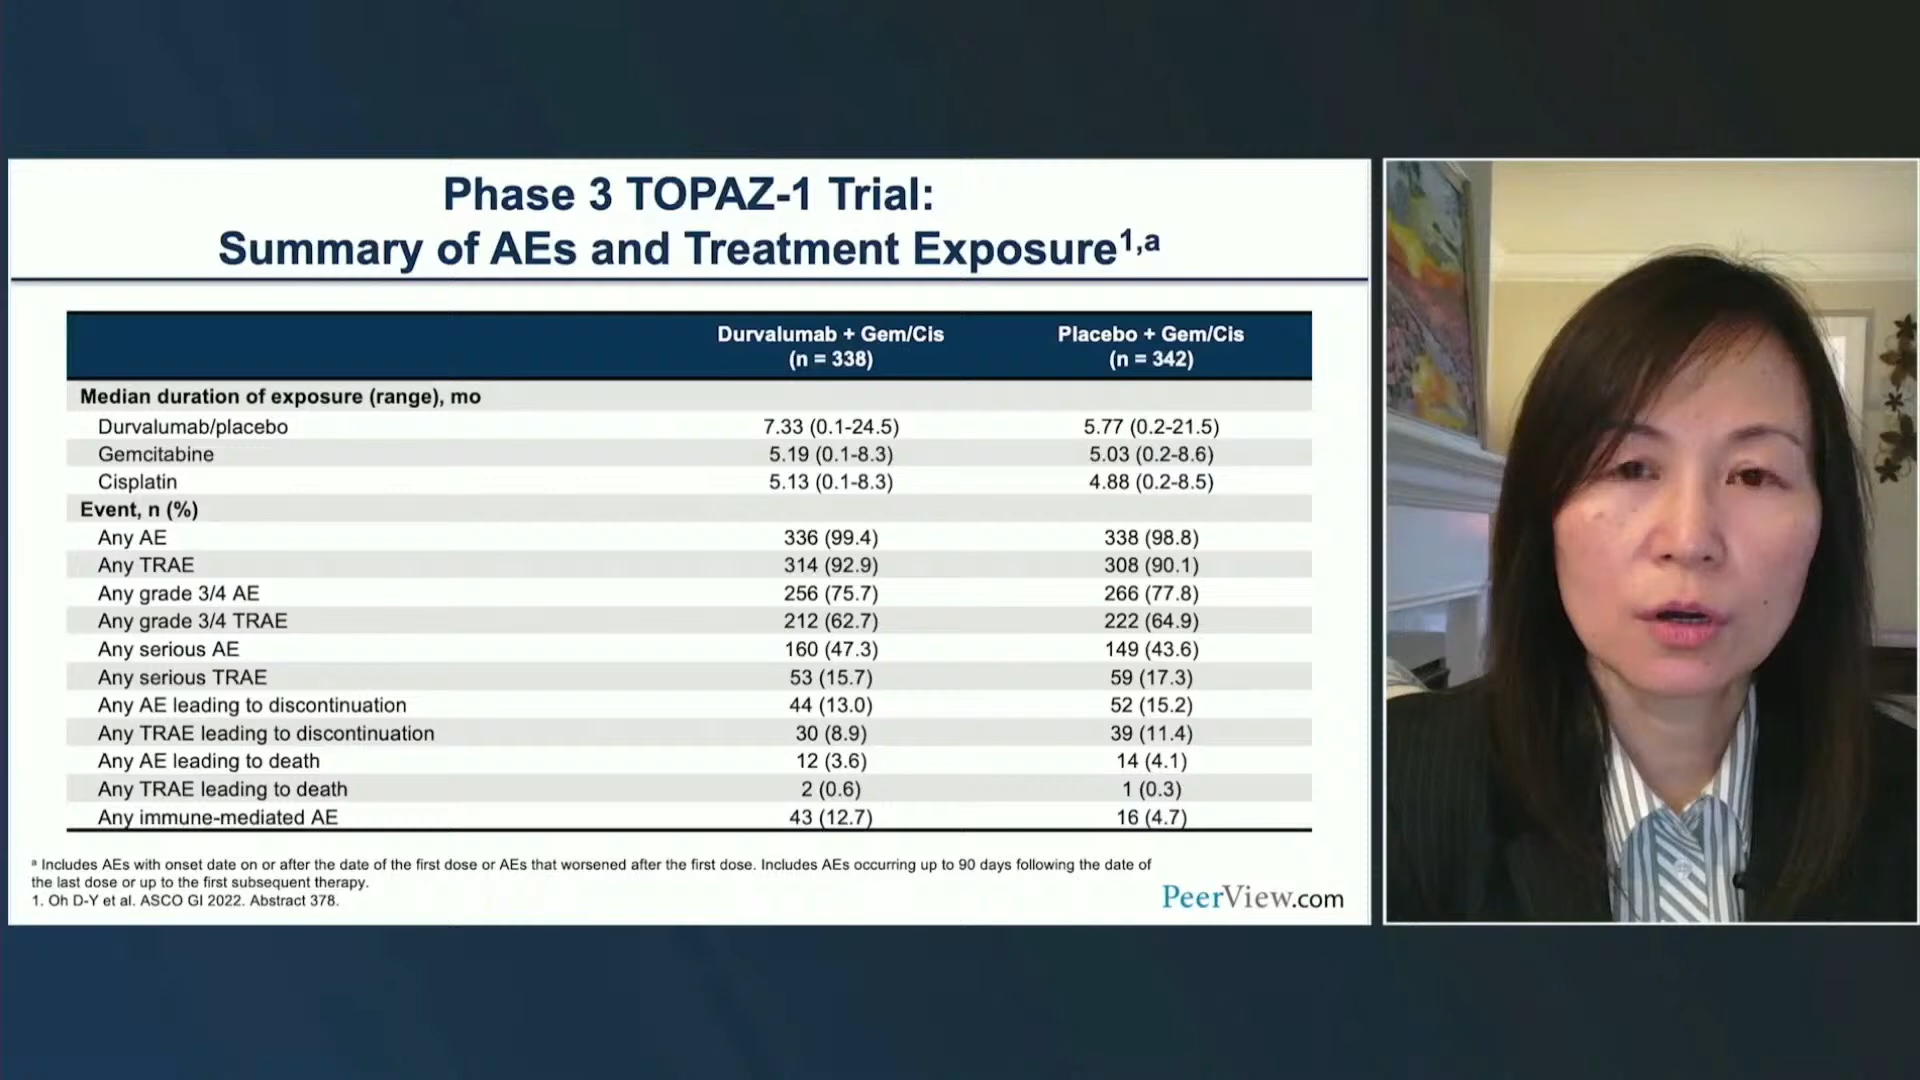 Phase 3 TOPAZ-1 Trial:
Summary of AEs and Treatment Exposure1,a
Durvalumab + Gem/Cis Placebo + Gem/Cis
(n = 338) (n = 342)
Median duration of exposure (range), mo
Durvalumab/placebo 7.33 (0.1-24.5) 5.77 (0.2-21.5)
Gemcitabine 5.19 (0.1-8.3) 5.03 (0.2-8.6)
Cisplatin 5.13 (0.1-8.3) 4.88 (0.2-8.5)
Event, n (%)
Any AE 336 (99.4) 338 (98.8)
Any TRAE 314 (92.9) 308 (90.1)
Any grade 3/4 AE 256 (75.7) 266 (77.8)
Any grade 3/4 TRAE 212 (62.7) 222 (64.9)
Any serious AE 160 (47.3) 149 (43.6)
Any serious TRAE 53 (15.7) 59 (17.3)
Any AE leading to discontinuation 44 (13.0) 52 (15.2)
Any TRAE leading to discontinuation 30 (8.9) 39 (11.4)
Any AE leading to death 12 (3.6) 14 (4.1)
Any TRAE leading to death 2 (0.6) 1 (0.3)
Any immune-mediated AE 43 (12.7) 16 (4.7)
a Includes AEs with onset date on or after the date of the first dose or AEs that worsened after the first dose. Includes AEs occurring up to 90 days following the date of
the last dose or up to the first subsequent therapy.
1. Oh D-Y et al. ASCO GI 2022. Abstract 378.
PeerView.com